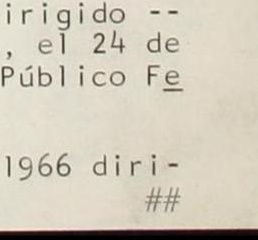 irigido --
, el 24 de
Público Fe
1966 diri-
##